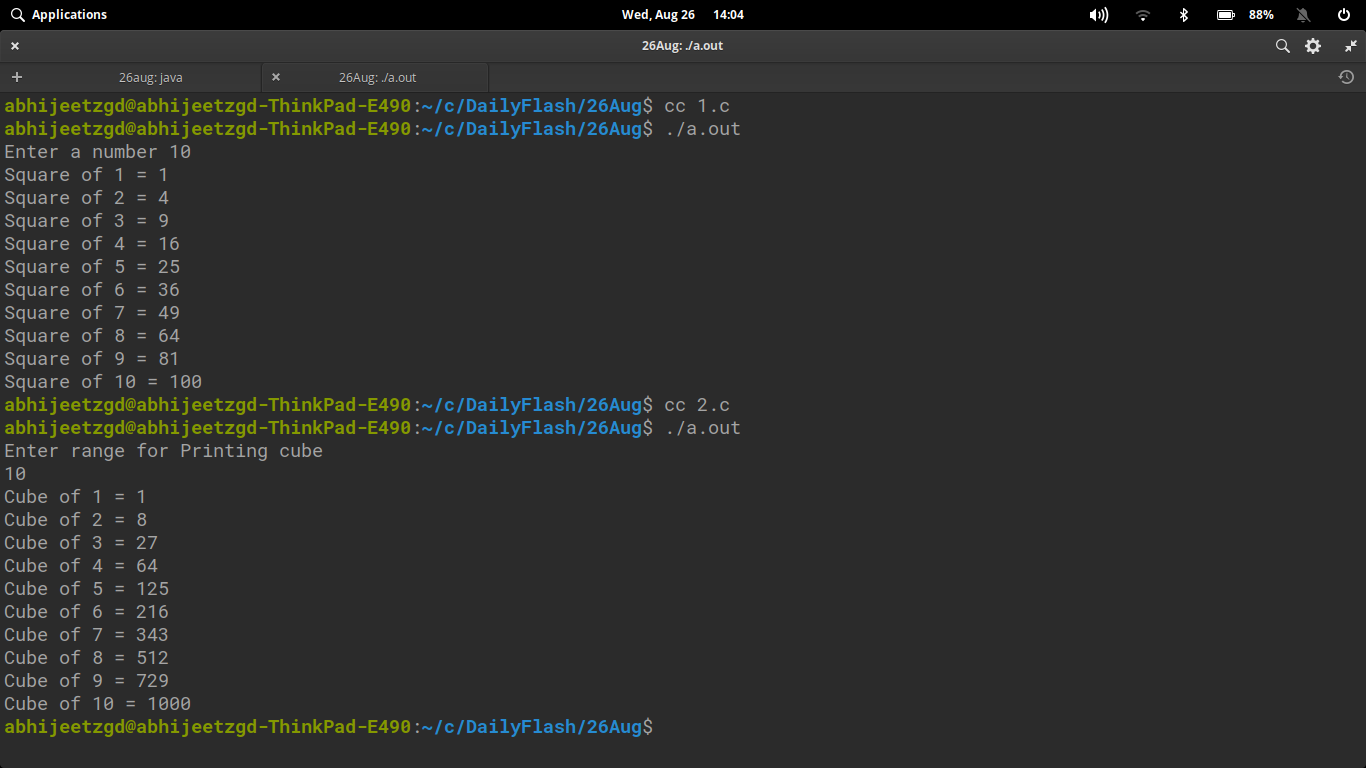 Applications Wed, Aug 26 14:04 88%
26Aug: ./a.out
26aug: java 26Aug: ./a.out
abhijeetzgd@abhijeetzgd-ThinkPad-E490:~/c/DailyFlash/26Aug$ cc 1.c
abhijeetzgd@abhijeetzgd-ThinkPad-E490:~/c/DailyFlash/26Aug$ ./a.out
Enter a number 10
Square of 1 = 1
Square of 2 = 4
Square of 3 = 9
Square of 4 = 16
Square of 5 = 25
Square of 6 = 36
Square of 7 = 49
Square of 8 = 64
Square of 9 = 81
Square of 10 = 100
abhijeetzgd@abhijeetzgd-ThinkPad-E490:~/c/DailyFlash/26Aug$ cc 2.c
abhijeetzgd@abhijeetzgd-ThinkPad-E490:~/c/DailyFlash/26Aug$ ./a.out
Enter range for Printing cube
10
Cube of 1 = 1
Cube of 2 = 8
Cube of 3 = 27
Cube of 4 = 64
Cube of 5 = 125
Cube of 6 = 216
Cube of 7 = 343
Cube of 8 = 512
Cube of 9 = 729
Cube of 10 = 1000
abhijeetzgd@abhijeetzgd-ThinkPad-E490:~/c/DailyFlash/26Aug$